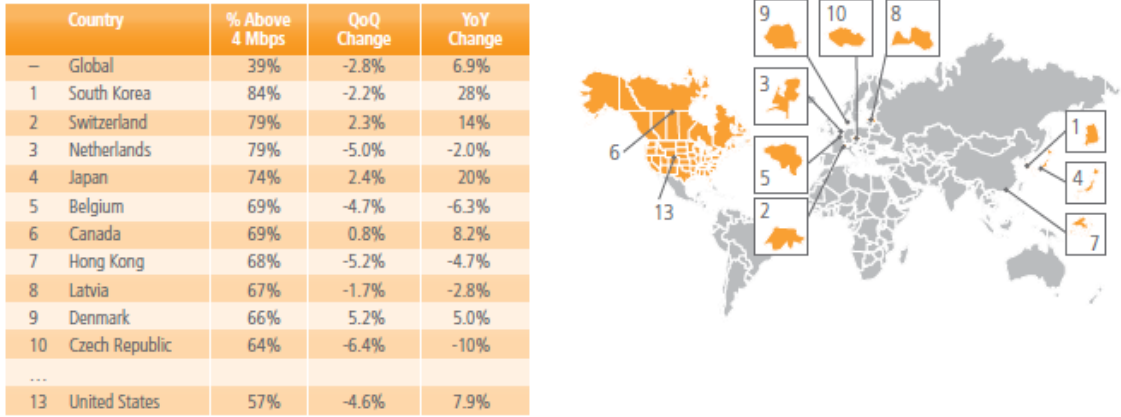 Country % Above 4 Mbps QoQ Change YoY Change
– Global 39% -2.8% 6.9%
1 South Korea 84% -2.2% 28%
2 Switzerland 79% 2.3% 14%
3 Netherlands 79% -5.0% -2.0%
4 Japan 74% 2.4% 20%
5 Belgium 69% -4.7% -6.3%
6 Canada 69% 0.8% 8.2%
7 Hong Kong 68% -5.2% -4.7%
8 Latvia 67% -1.7% -2.8%
9 Denmark 66% 5.2% 5.0%
10 Czech Republic 64% -6.4% -10%
...
13 United States 57% -4.6% 7.9%
9
10
8
3
1
6
5
4
13
2
7